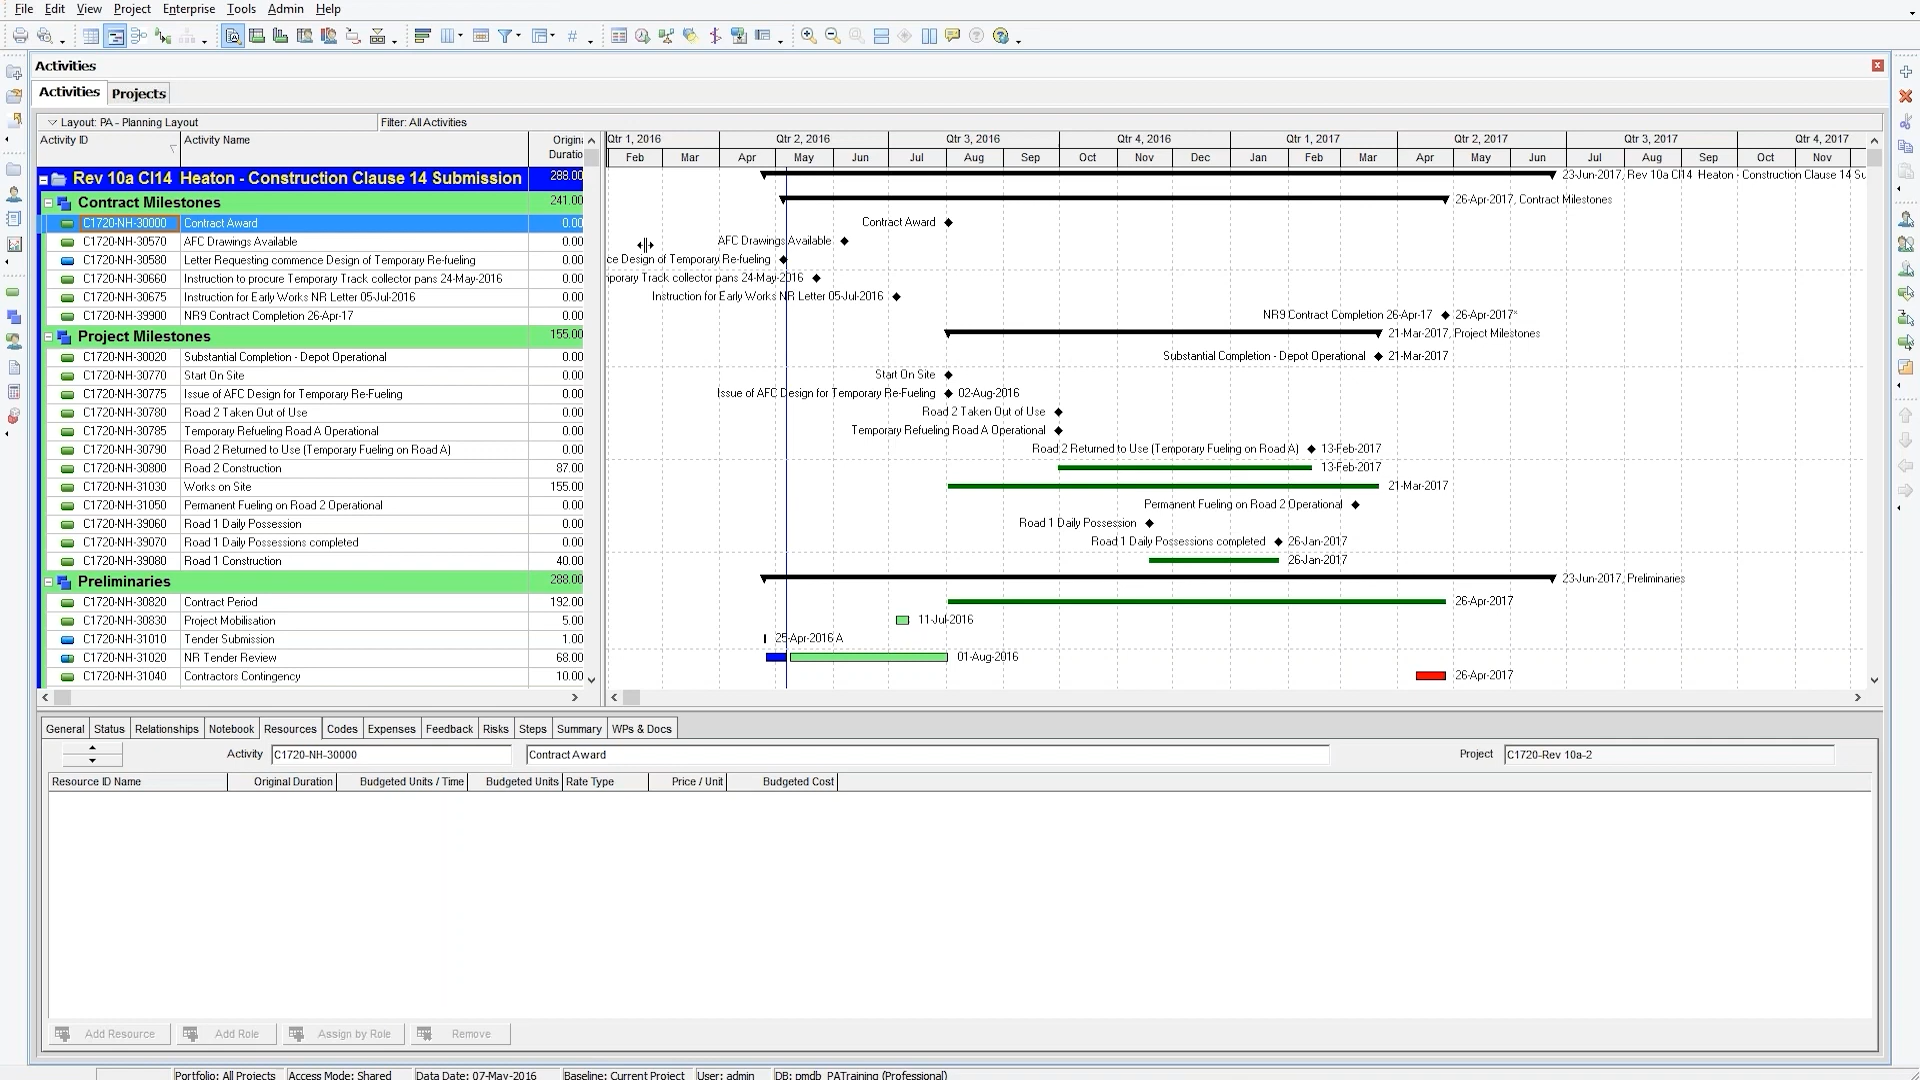 File Edit View Project Enterprise Tools Admin Help
Activities
Activities Projects
Layout: PA - Planning Layout Filter: All Activities
Activity ID Activity Name Origina Duratio
Qtr 1, 2016 Qtr 2, 2016 Qtr 3, 2016 Qtr 4, 2016 Qtr 1, 2017 Qtr 2, 2017 Qtr 3, 2017 Qtr 4, 2017
Feb Mar Apr May Jun Jul Aug Sep Oct Nov Dec Jan Feb Mar Apr May Jun Jul Aug Sep Oct Nov
Rev 10a Cl14 Heaton - Construction Clause 14 Submission 288.00 23-Jun-2017, Rev 10a Cl14 Heaton - Construction Clause 14 Su
Contract Milestones 241.00 26-Apr-2017, Contract Milestones
C1720-NH-30000 Contract Award 0.00 Contract Award
C1720-NH-30570 AFC Drawings Available 0.00 AFC Drawings Available
C1720-NH-30580 Letter Requesting commence Design of Temporary Re-fueling 0.00 ce Design of Temporary Re-fueling
C1720-NH-30660 Instruction to procure Temporary Track collector pans 24-May-2016 0.00 nporary Track collector pans 24-May-2016
C1720-NH-30675 Instruction for Early Works NR Letter 05-Jul-2016 0.00 Instruction for Early Works NR Letter 05-Jul-2016
C1720-NH-39900 NR9 Contract Completion 26-Apr-17 0.00 NR9 Contract Completion 26-Apr-17 26-Apr-2017*
Project Milestones 155.00 21-Mar-2017, Project Milestones
C1720-NH-30020 Substantial Completion - Depot Operational 0.00 Substantial Completion - Depot Operational 21-Mar-2017
C1720-NH-30770 Start On Site 0.00 Start On Site
C1720-NH-30775 Issue of AFC Design for Temporary Re-Fueling 0.00 Issue of AFC Design for Temporary Re-Fueling 02-Aug-2016
C1720-NH-30780 Road 2 Taken Out of Use 0.00 Road 2 Taken Out of Use
C1720-NH-30785 Temporary Refueling Road A Operational 0.00 Temporary Refueling Road A Operational
C1720-NH-30790 Road 2 Returned to Use (Temporary Fueling on Road A) 0.00 Road 2 Returned to Use (Temporary Fueling on Road A) 13-Feb-2017
C1720-NH-30800 Road 2 Construction 87.00 13-Feb-2017
C1720-NH-31030 Works on Site 155.00 21-Mar-2017
C1720-NH-31050 Permanent Fueling on Road 2 Operational 0.00 Permanent Fueling on Road 2 Operational
C1720-NH-39060 Road 1 Daily Possession 0.00 Road 1 Daily Possession
C1720-NH-39070 Road 1 Daily Possessions completed 0.00 Road 1 Daily Possessions completed 26-Jan-2017
C1720-NH-39080 Road 1 Construction 40.00 26-Jan-2017
Preliminaries 288.00 23-Jun-2017, Preliminaries
C1720-NH-30820 Contract Period 192.00 26-Apr-2017
C1720-NH-30830 Project Mobilisation 5.00 11-Jul-2016
C1720-NH-31010 Tender Submission 1.00 25-Apr-2016 A
C1720-NH-31020 NR Tender Review 68.00 01-Aug-2016
C1720-NH-31040 Contractors Contingency 10.00 26-Apr-2017
General Status Relationships Notebook Resources Codes Expenses Feedback Risks Steps Summary WPs & Docs
Activity C1720-NH-30000 Contract Award Project C1720-Rev 10a-2
Resource ID Name Original Duration Budgeted Units / Time Budgeted Units Rate Type Price / Unit Budgeted Cost
Add Resource Add Role Assign by Role Remove
Portfolio: All Projects Access Mode: Shared Data Date: 07-May-2016 Baseline: Current Project User: admin DB: pmdb_PATraining (Professional)